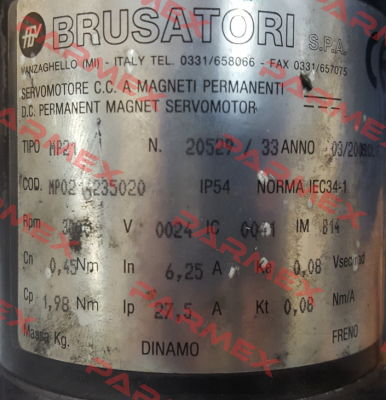 BRUSATORI S.P.A.
VANZAGHELLO (MI) - ITALY TEL. 0331/658066 - FAX 0331/657075
SERVOMOTORE C.C. A MAGNETI PERMANENTI
D.C. PERMANENT MAGNET SERVOMOTOR
TIPO N. 20529 / 33 ANNO
COD. IP54 NORMA IEC34-1
Rpm V 0024 IC IM B14
Cn 0,45 Nm In 6,25 A Ke 0,08 Vsec/rad
Cp 1,98 Nm Ip 27,5 A Kt 0,08 Nm/A
Massa Kg. DINAMO FRENO
PARMEX